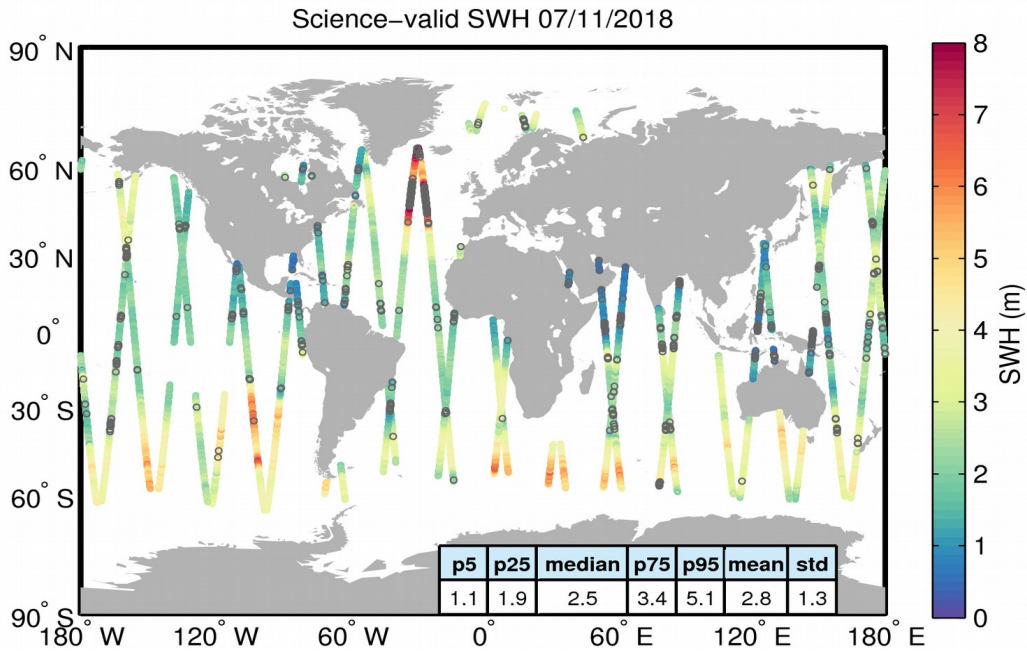 Science−valid SWH 07/11/2018
90° N
60° N
30° N
0°
30° S
60° S
90° S
180° W
120° W
60° W
0°
60° E
120° E
180° E
p5 p25 median p75 p95 mean std
1.1 1.9 2.5 3.4 5.1 2.8 1.3
8
7
6
5
4
3
2
1
0
SWH (m)